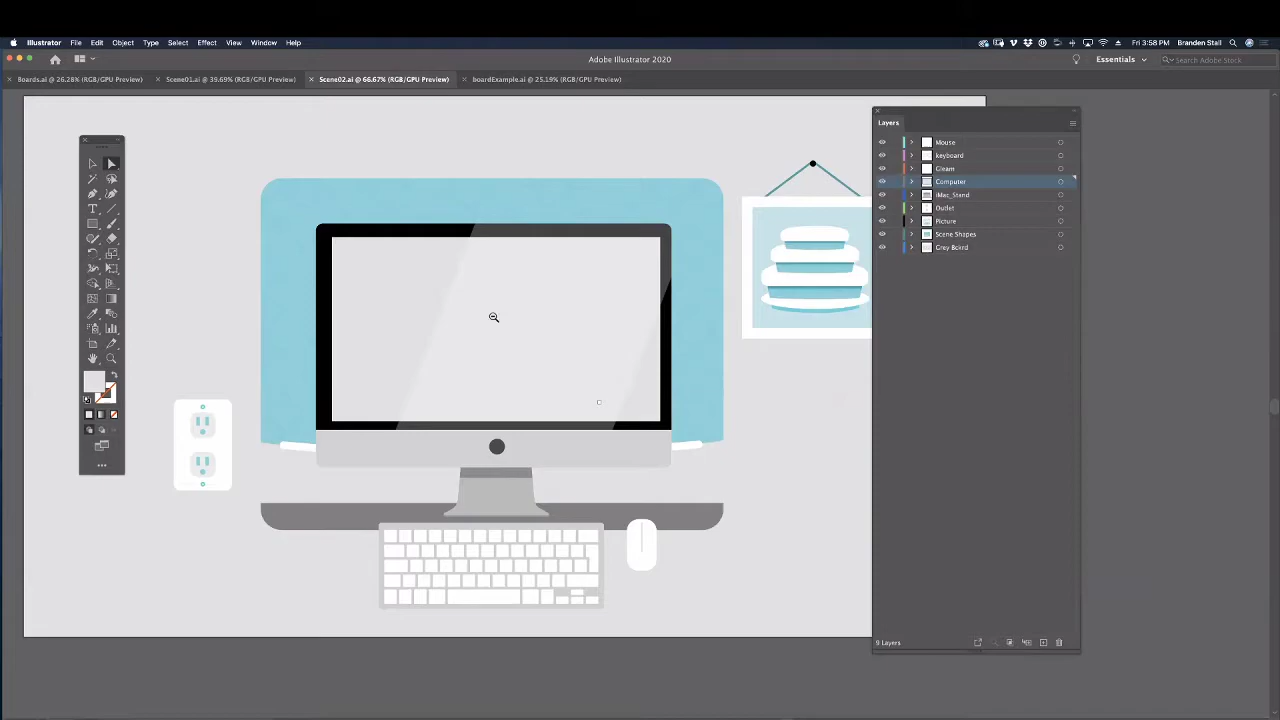 Illustrator File Edit Object Type Select Effect View Window Help
Fri 3:58 PM Branden Stall
Adobe Illustrator 2020
Essentials
Search Adobe Stock
Boards.ai @ 26.28% (RGB/GPU Preview)
Scene01.ai @ 39.69% (RGB/GPU Preview)
Scene02.ai @ 66.67% (RGB/GPU Preview)
boardExample.ai @ 25.19% (RGB/GPU Preview)
Layers
Mouse
keyboard
Gleam
Computer
iMac_Stand
Outlet
Picture
Scene Shapes
Grey Bckrd
9 Layers